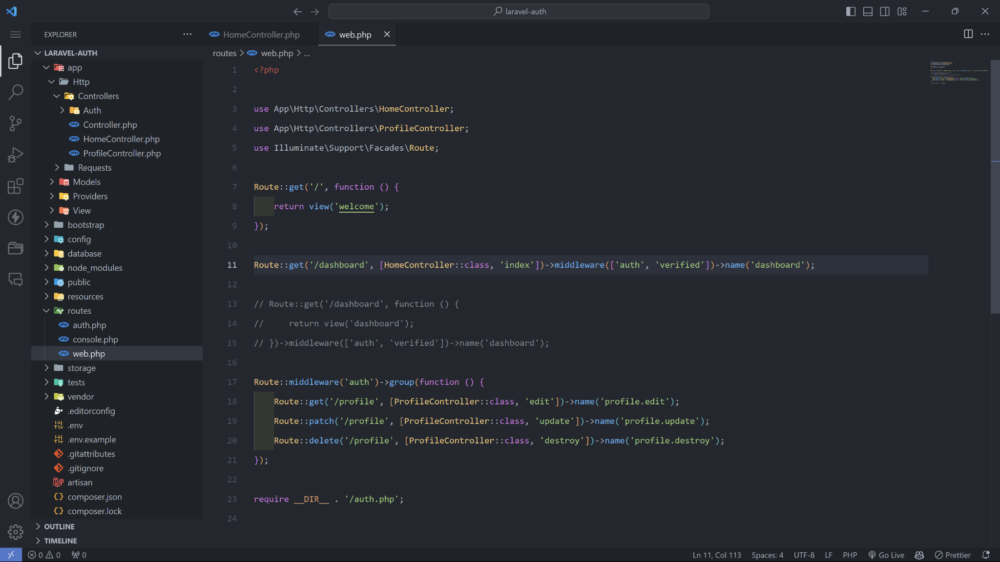 laravel-auth
EXPLORER
LARAVEL-AUTH
app
Http
Controllers
Auth
Controller.php
HomeController.php
ProfileController.php
Requests
Models
Providers
View
bootstrap
config
database
node_modules
public
resources
routes
auth.php
console.php
web.php
storage
tests
vendor
.editorconfig
.env
.env.example
.gitattributes
.gitignore
artisan
composer.json
composer.lock
OUTLINE
TIMELINE
HomeController.php
web.php
routes > web.php > ...
1 <?php
2
3 use App\Http\Controllers\HomeController;
4 use App\Http\Controllers\ProfileController;
5 use Illuminate\Support\Facades\Route;
6
7 Route::get('/', function () {
8     return view('welcome');
9 });
10
11 Route::get('/dashboard', [HomeController::class, 'index'])->middleware(['auth', 'verified'])->name('dashboard');
12
13 // Route::get('/dashboard', function () {
14 //     return view('dashboard');
15 // })->middleware(['auth', 'verified'])->name('dashboard');
16
17 Route::middleware('auth')->group(function () {
18     Route::get('/profile', [ProfileController::class, 'edit'])->name('profile.edit');
19     Route::patch('/profile', [ProfileController::class, 'update'])->name('profile.update');
20     Route::delete('/profile', [ProfileController::class, 'destroy'])->name('profile.destroy');
21 });
22
23 require __DIR__ . '/auth.php';
24
0 0 0 Ln 11, Col 113 Spaces: 4 UTF-8 LF PHP Go Live Prettier